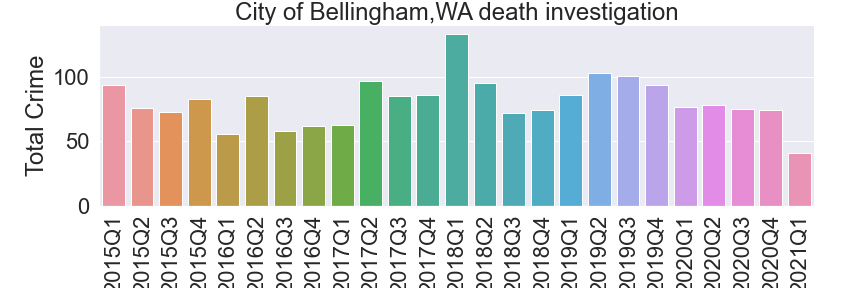 City of Bellingham,WA death investigation
Total Crime
100
50
0
2015Q1
2015Q2
2015Q3
2015Q4
2016Q1
2016Q2
2016Q3
2016Q4
2017Q1
2017Q2
2017Q3
2017Q4
2018Q1
2018Q2
2018Q3
2018Q4
2019Q1
2019Q2
2019Q3
2019Q4
2020Q1
2020Q2
2020Q3
2020Q4
2021Q1